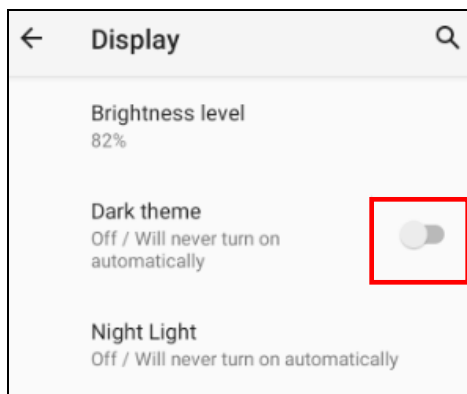 Display
Brightness level
82%
Dark theme
Off / Will never turn on
automatically
Night Light
Off / Will never turn on automatically